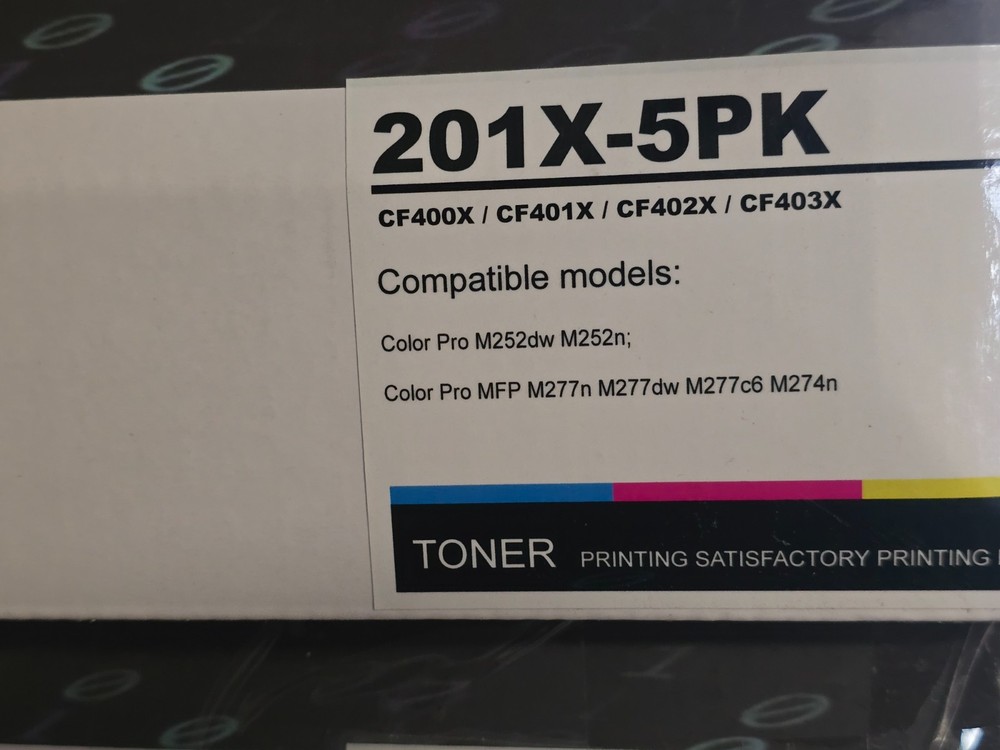 201X-5PK
CF400X / CF401X / CF402X / CF403X
Compatible models:
Color Pro M252dw M252n;
Color Pro MFP M277n M277dw M277c6 M274n
TONER PRINTING SATISFACTORY PRINTING